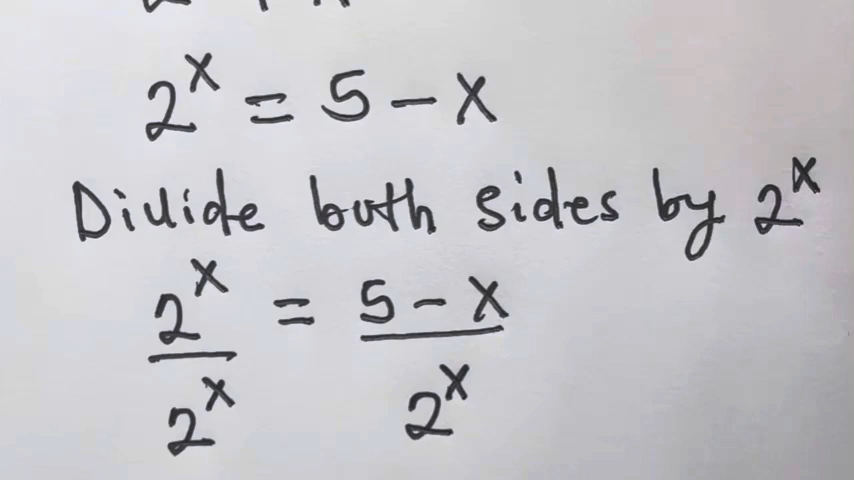 2^x = 5 - x
Divide both sides by 2^x
2^x/2^x = (5 - x)/2^x